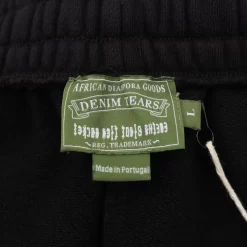 AFRICAN DIASPORA GOODS
DENIM TEARS
REG. TRADEMARK
L
Made in Portugal